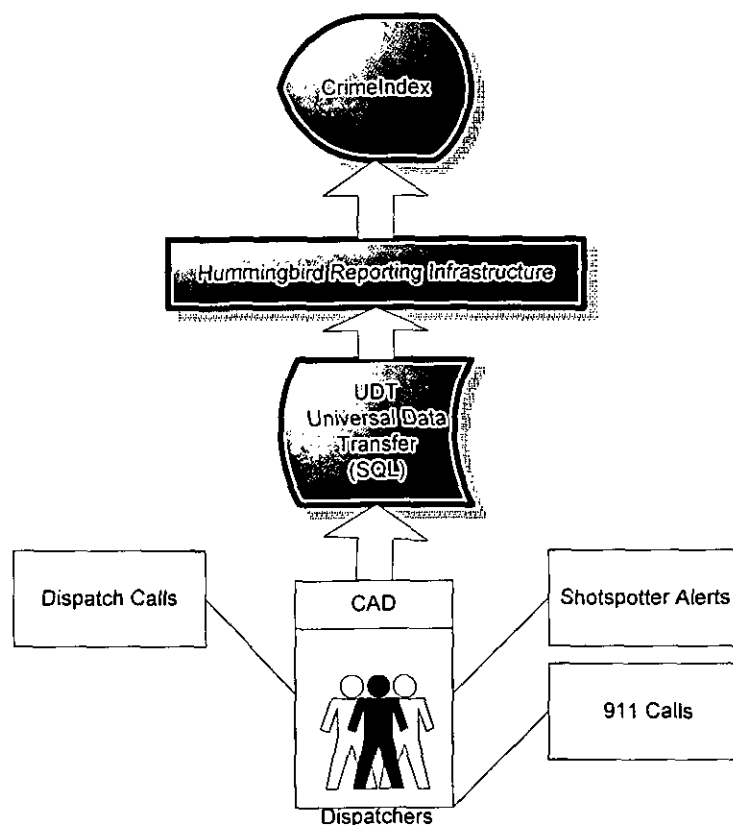 CrimeIndex
Hummingbird Reporting Infrastructure
UDT
Universal Data
Transfer
(SQL)
Dispatch Calls
CAD
Shotspotter Alerts
911 Calls
Dispatchers